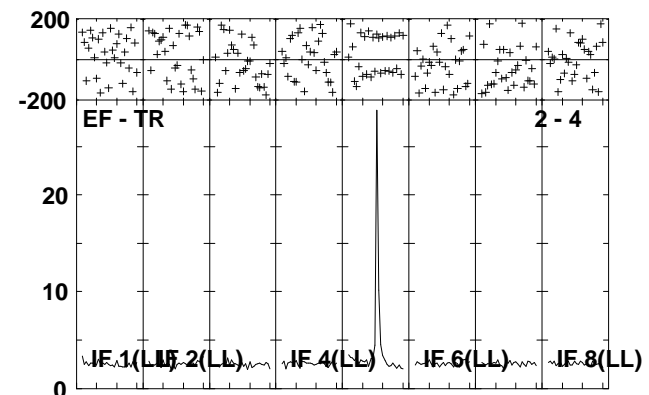 200
-200
EF - TR 2 - 4
20
10
IF 1(LL) IF 2(LL) IF 4(LL) IF 6(LL) IF 8(LL)
0